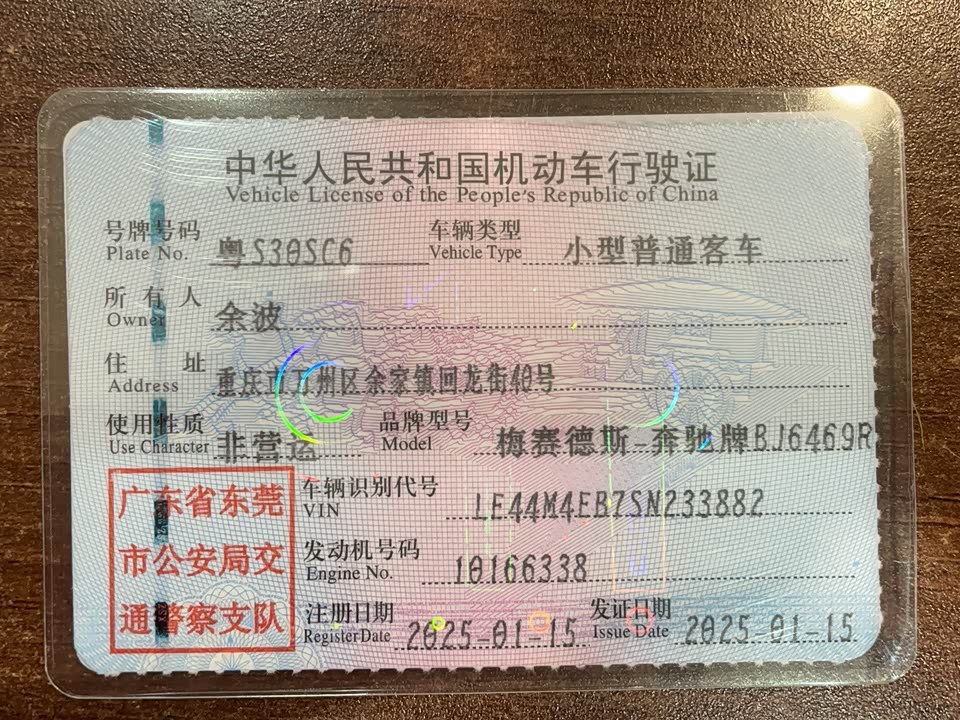 中华人民共和国机动车行驶证
Vehicle License of the People's Republic of China
号牌号码 粤S30SC6 车辆类型 小型普通客车
Plate No. Vehicle Type
所有人 余波
Owner
住址 重庆市万州区余家镇回龙街40号
Address
使用性质 非营运 品牌型号 梅赛德斯-奔驰牌BJ6469R
Use Character Model
广东省东莞
市公安局交
通警察支队
车辆识别代号 LE44M4EB7SN233882
VIN
发动机号码 10166338
Engine No.
注册日期 2025-01-15 发证日期 2025-01-15
Register Date Issue Date